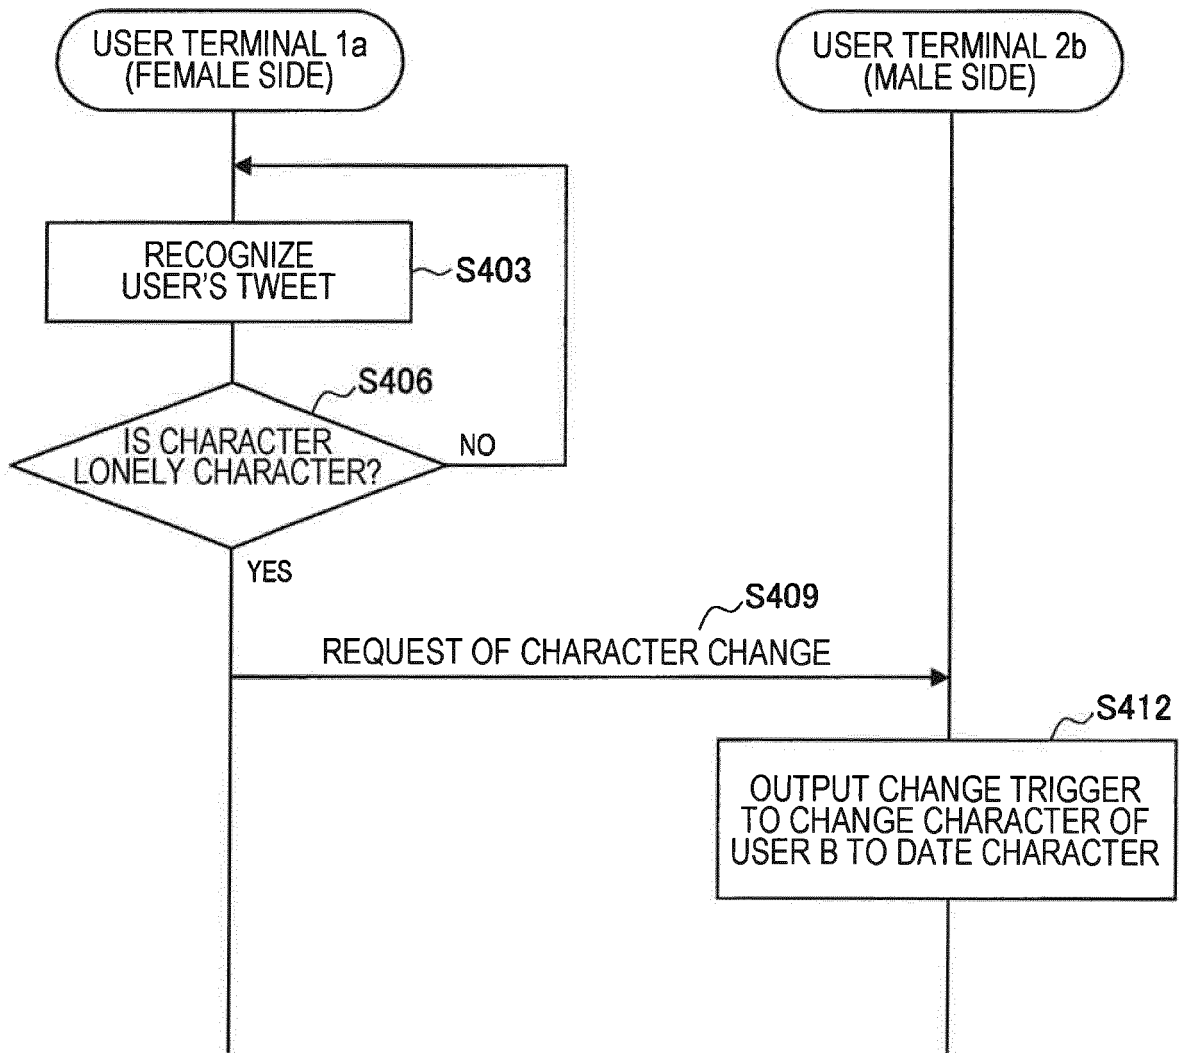 USER TERMINAL 1a
(FEMALE SIDE)
USER TERMINAL 2b
(MALE SIDE)
RECOGNIZE
USER'S TWEET
S403
S406
IS CHARACTER
LONELY CHARACTER?
NO
YES
S409
REQUEST OF CHARACTER CHANGE
S412
OUTPUT CHANGE TRIGGER
TO CHANGE CHARACTER OF
USER B TO DATE CHARACTER